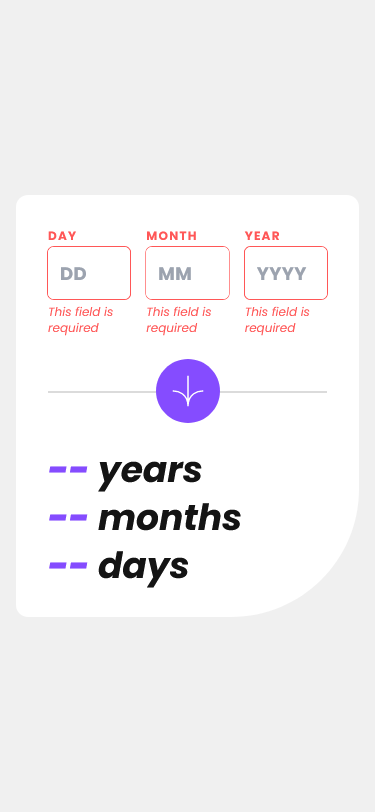 DAY MONTH YEAR
DD MM YYYY
This field is required This field is required This field is required
-- years
-- months
-- days